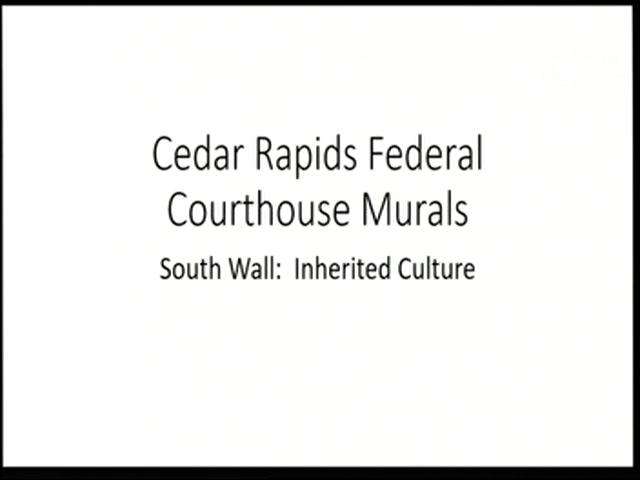 Cedar Rapids Federal
Courthouse Murals
South Wall:  Inherited Culture